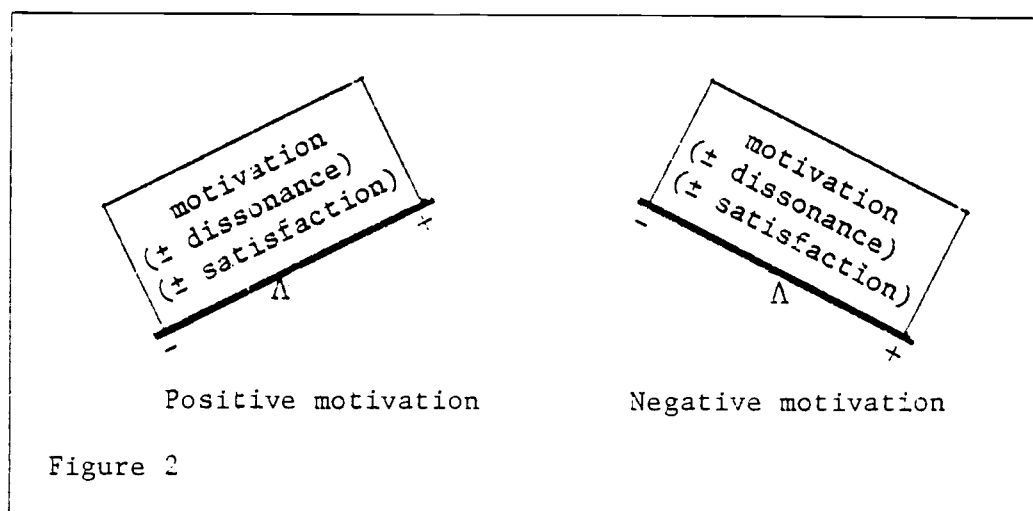 motivation
(± dissonance)
(± satisfaction)
- +
Λ
Positive motivation
motivation
(± dissonance)
(± satisfaction)
- +
Λ
Negative motivation
Figure 2